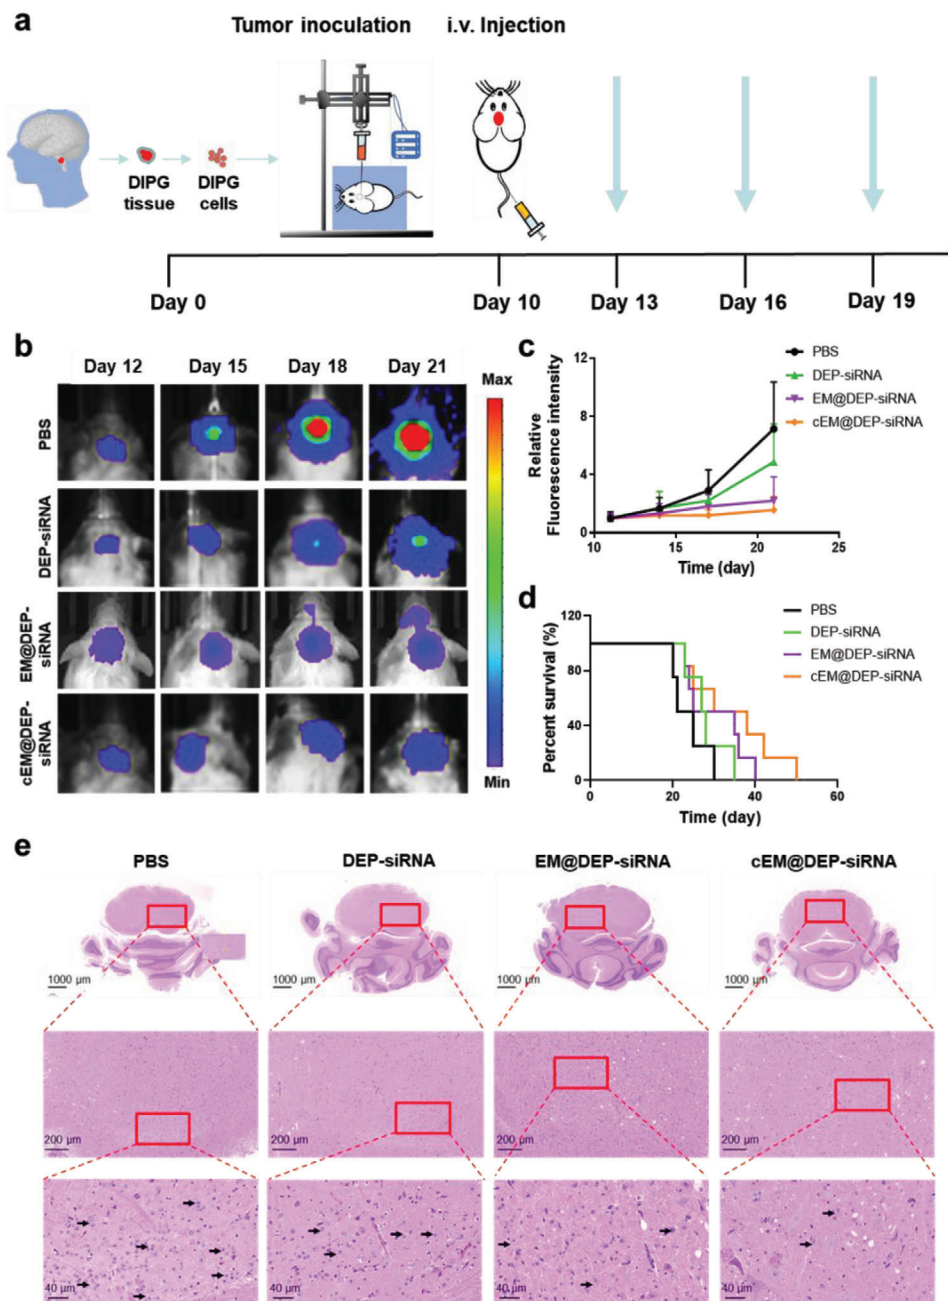 a
Tumor inoculation i.v. Injection
DIPG tissue
DIPG cells
Day 0 Day 10 Day 13 Day 16 Day 19
b
Day 12 Day 15 Day 18 Day 21
PBS
DEP-siRNA
EM@DEP-
siRNA
cEM@DEP-
siRNA
Max
Min
c
Relative
Fluorescence intensity
12
8
4
0
10 15 20 25
Time (day)
PBS
DEP-siRNA
EM@DEP-siRNA
cEM@DEP-siRNA
d
Percent survival (%)
120
80
40
0
0 20 40 60
Time (day)
PBS
DEP-siRNA
EM@DEP-siRNA
cEM@DEP-siRNA
e
PBS DEP-siRNA EM@DEP-siRNA cEM@DEP-siRNA
1000 μm 1000 μm 1000 μm 1000 μm
200 μm 200 μm 200 μm 200 μm
40 μm 40 μm 40 μm 40 μm